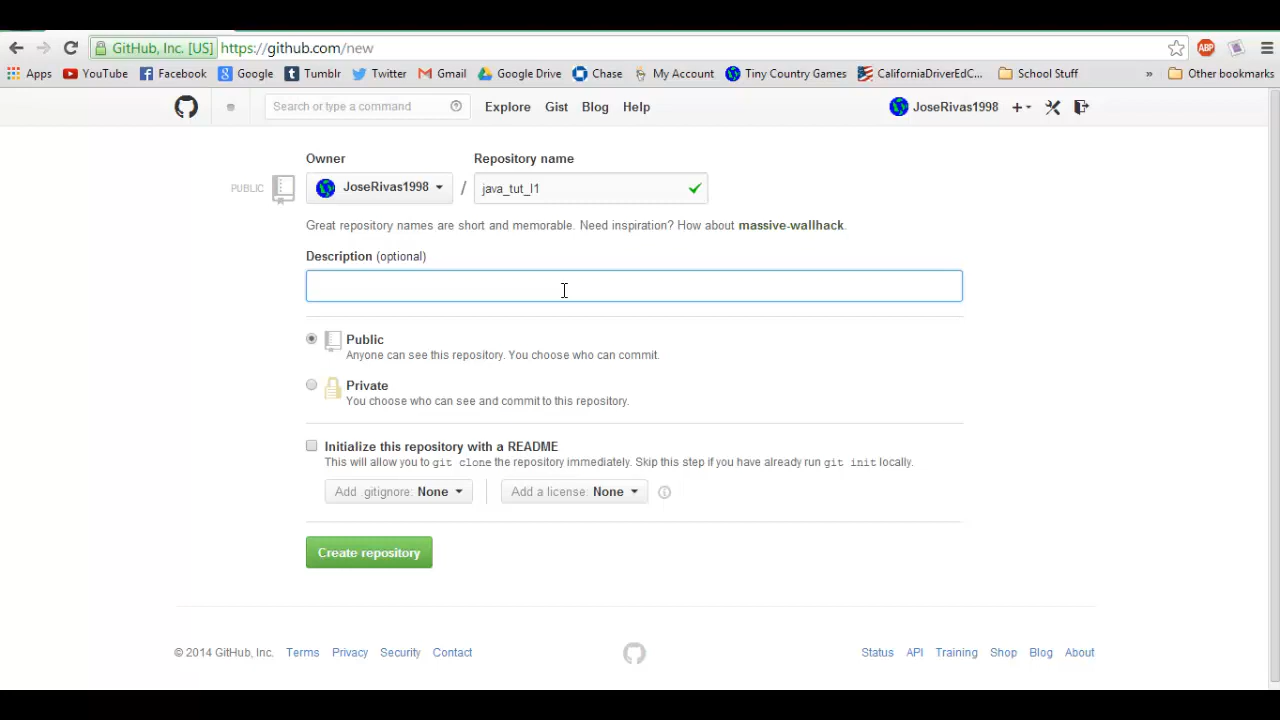 GitHub, Inc. [US] https://github.com/new ABP
Apps YouTube Facebook Google Tumblr Twitter Gmail Google Drive Chase My Account Tiny Country Games CaliforniaDriverEdC... School Stuff » Other bookmarks
Search or type a command Explore Gist Blog Help JoseRivas1998
Owner Repository name
PUBLIC JoseRivas1998 / java_tut_l1
Great repository names are short and memorable. Need inspiration? How about massive-wallhack.
Description (optional)
Public
Anyone can see this repository. You choose who can commit.
Private
You choose who can see and commit to this repository.
Initialize this repository with a README
This will allow you to git clone the repository immediately. Skip this step if you have already run git init locally.
Add .gitignore: None Add a license: None
Create repository
© 2014 GitHub, Inc. Terms Privacy Security Contact Status API Training Shop Blog About